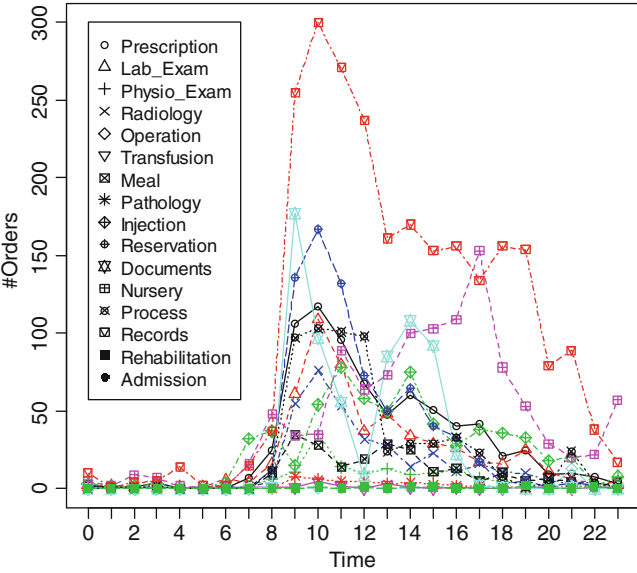 300
250
200
150
100
50
0
#Orders
Prescription
Lab_Exam
Physio_Exam
Radiology
Operation
Transfusion
Meal
Pathology
Injection
Reservation
Documents
Nursery
Process
Records
Rehabilitation
Admission
0 2 4 6 8 10 12 14 16 18 20 22
Time